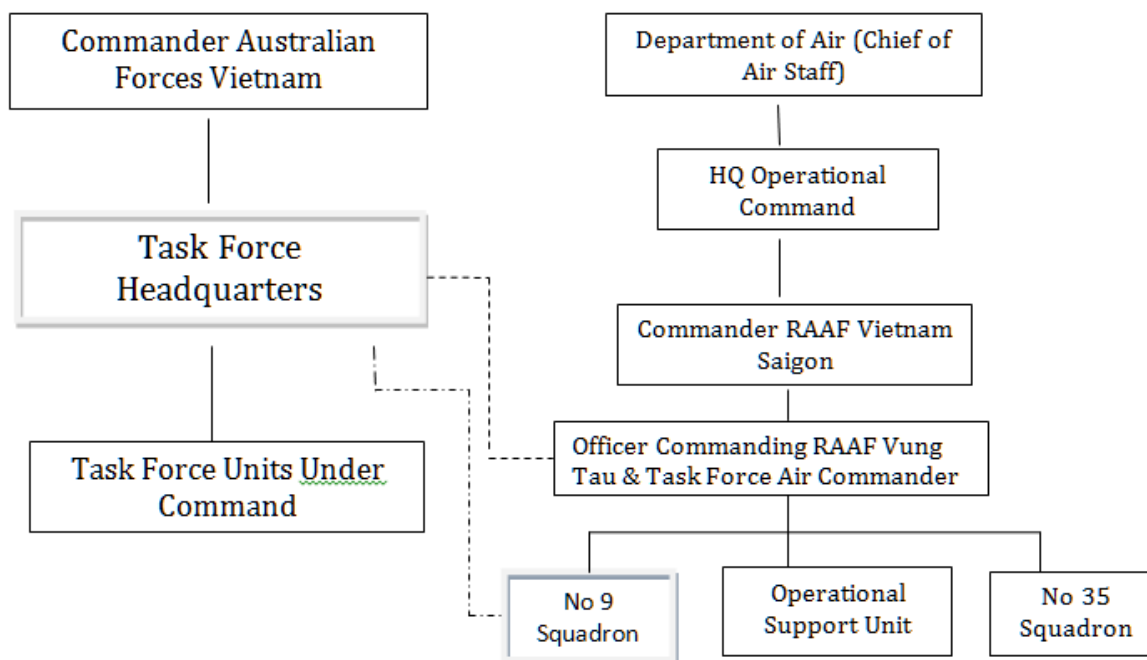 Commander Australian
Forces Vietnam
Department of Air (Chief of
Air Staff)
HQ Operational
Command
Task Force
Headquarters
Commander RAAF Vietnam
Saigon
Officer Commanding RAAF Vung
Tau & Task Force Air Commander
Task Force Units Under
Command
No 9
Squadron
Operational
Support Unit
No 35
Squadron